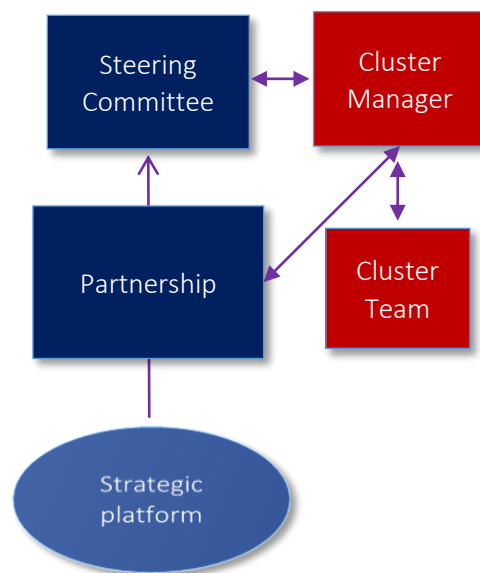 Steering
Committee
Cluster
Manager
Partnership
Cluster
Team
Strategic
platform